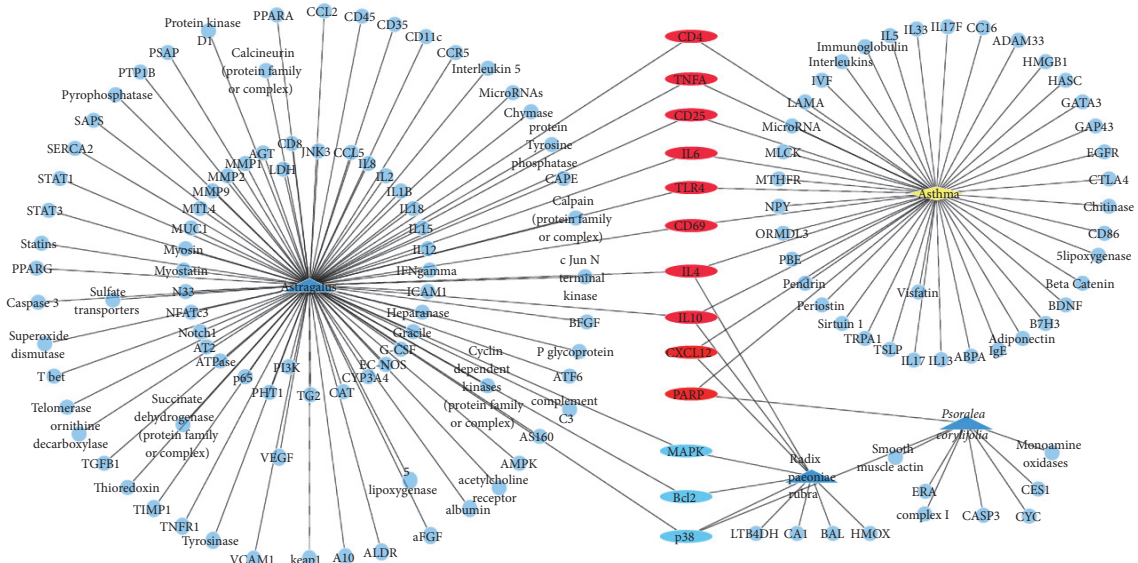 Protein kinase
D1
PPARA
CCL2
CD45
CD35
CD11c
CCR5
Interleukin 5
MicroRNAs
Chymase
protein
Tyrosine
phosphatase
CAPE
Calpain
(protein family
or complex)
c Jun N
terminal
kinase
BFGF
P glycoprotein
ATF6
complement
C3
AS160
AMPK
acetylcholine
receptor
albumin
aFGF
ALDR
A10
keap1
VCAM1
Tyrosinase
TNFR1
TIMP1
Thioredoxin
TGFB1
ornithine
decarboxylase
Telomerase
T bet
Superoxide
dismutase
Caspase 3
PPARG
Statins
STAT3
STAT1
SERCA2
SAPS
Pyrophosphatase
PTP1B
PSAP
Calcineurin
(protein family
or complex)
CD8
JNK3
CCL5
IL8
IL2
IL1B
IL18
IL15
IL12
IFNgamma
ICAM1
Heparanase
Gracile
G-CSF
EC-NOS
CYP3A4
CAT
TG2
PI3K
PHT1
p65
ATPase
AT2
Notch1
NFATc3
N33
Myostatin
Myosin
MUC1
MTL4
MMP9
MMP2
MMP1
AGT
LDH
Astragalus
Sulfate
transporters
Succinate
dehydrogenase
(protein family
or complex)
VEGF
5
lipoxygenase
Cyclin
dependent
kinases
(protein family
or complex)
CD4
TNFA
CD25
IL6
TLR4
CD69
IL4
IL10
CXCL12
PARP
MAPK
Bcl2
p38
Asthma
Immunoglobulin
IL5
IL33
IL17F
CC16
ADAM33
HMGB1
HASC
GATA3
GAP43
EGFR
CTLA4
Chitinase
CD86
5lipoxygenase
Beta Catenin
BDNF
B7H3
Adiponectin
IgE
ABPA
IL13
IL17
TSLP
TRPA1
Sirtuin 1
Periostin
Pendrin
PBE
ORMDL3
NPY
MTHFR
MLCK
MicroRNA
LAMA
IVF
Interleukins
Visfatin
Psoralea
corylifolia
Smooth
muscle actin
Monoamine
oxidases
ERA
complex I
CASP3
CYC
CES1
Radix
paeoniae
rubra
LTB4DH
CA1
BAL
HMOX